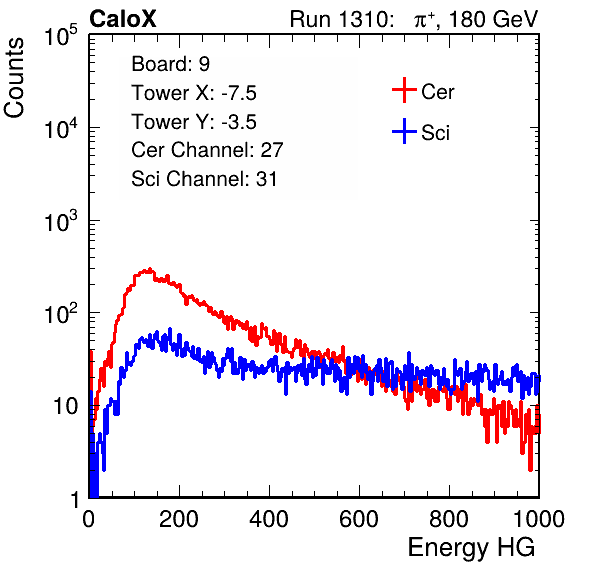 CaloX Run 1310: π⁺, 180 GeV
Counts
10⁵
10⁴
10³
10²
10
1
Board: 9
Tower X: -7.5
Tower Y: -3.5
Cer Channel: 27
Sci Channel: 31
Cer
Sci
0 200 400 600 800 1000
Energy HG